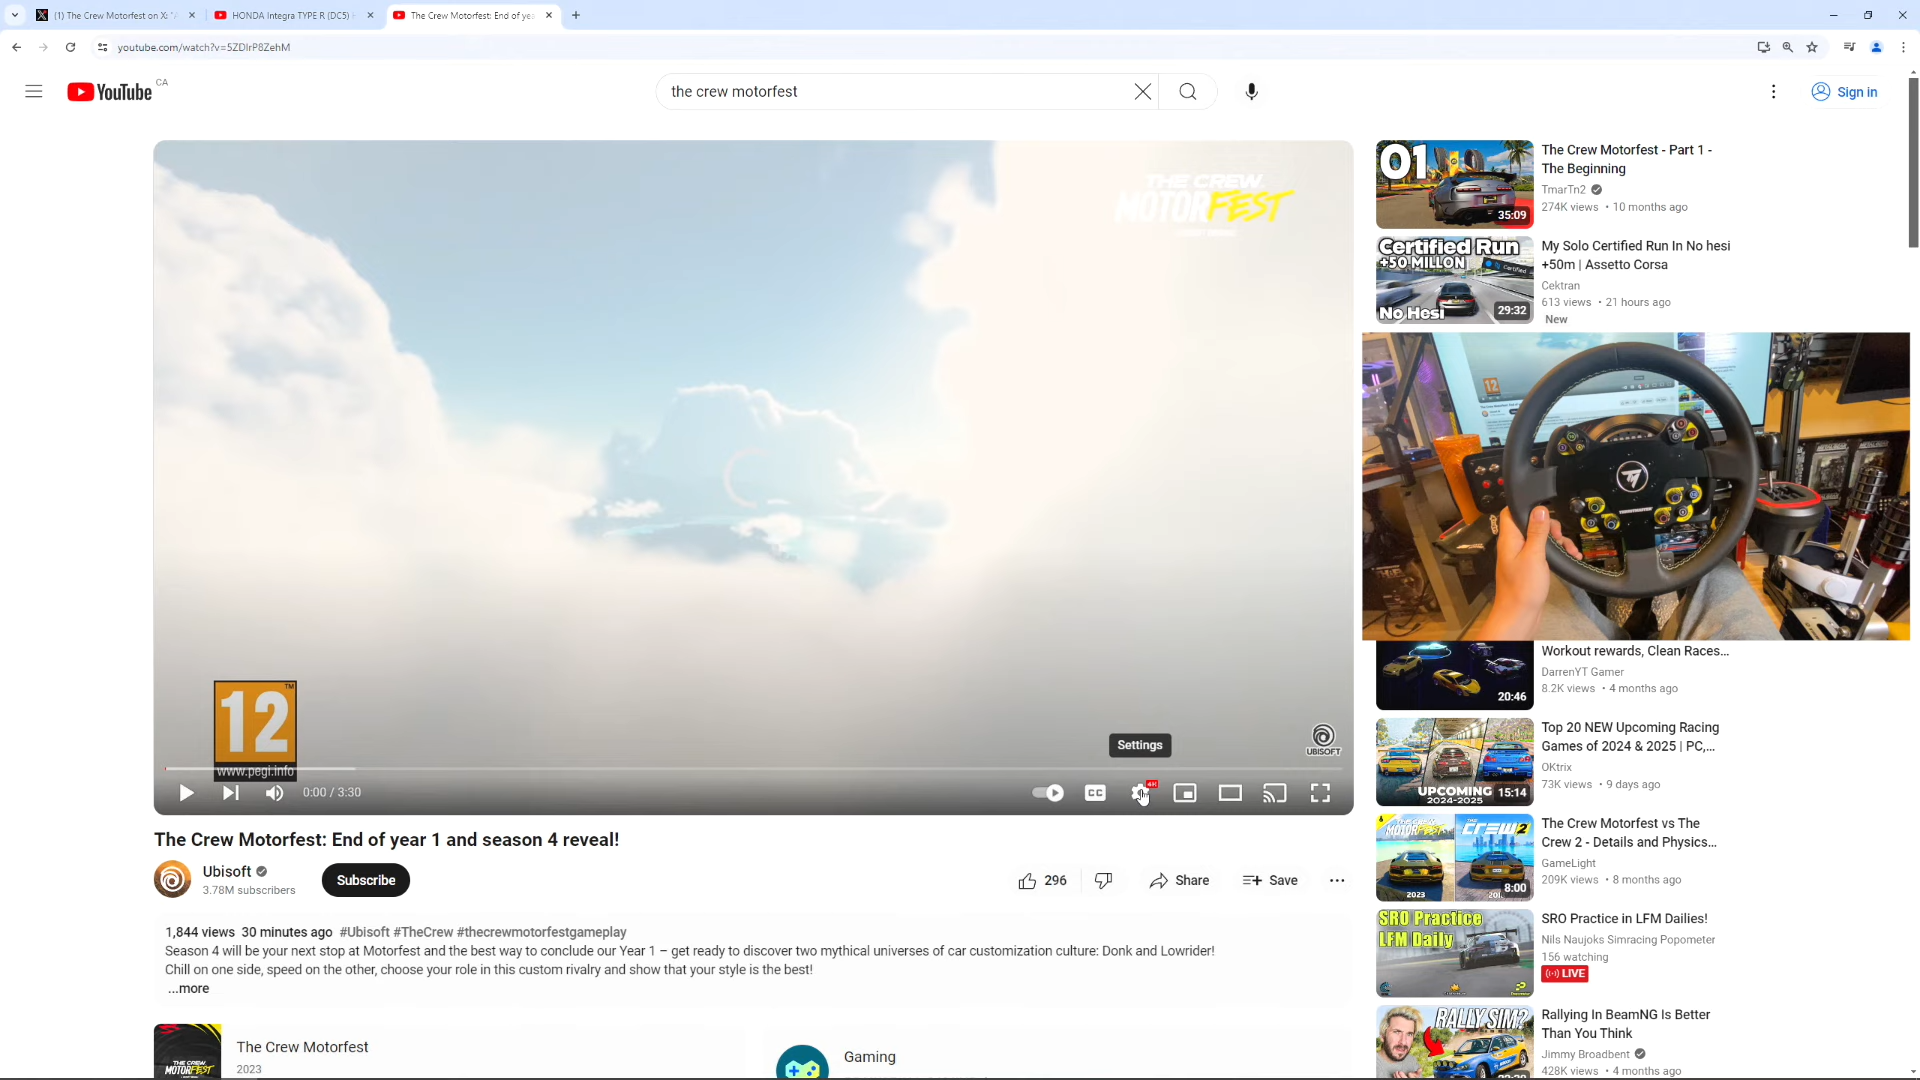 (1) The Crew Motorfest on X: "A
HONDA Integra TYPE R (DC5)
The Crew Motorfest: End of ye
youtube.com/watch?v=5ZDIrP8ZehM
YouTube CA
the crew motorfest
Sign in
THE CREW
MOTORFEST
12
www.pegi.info
UBISOFT
Settings
0:00 / 3:30
CC
4K
The Crew Motorfest: End of year 1 and season 4 reveal!
Ubisoft
3.78M subscribers
Subscribe
296
Share
Save
1,844 views 30 minutes ago #Ubisoft #TheCrew #thecrewmotorfestgameplay
Season 4 will be your next stop at Motorfest and the best way to conclude our Year 1 – get ready to discover two mythical universes of car customization culture: Donk and Lowrider!
Chill on one side, speed on the other, choose your role in this custom rivalry and show that your style is the best!
...more
THE CREW
MOTORFEST
The Crew Motorfest
2023
Gaming
01
35:09
The Crew Motorfest - Part 1 -
The Beginning
TmarTn2
274K views • 10 months ago
Certified Run
+50 MILLON
Certified
No Hesi
29:32
My Solo Certified Run In No hesi
+50m | Assetto Corsa
Cektran
613 views • 21 hours ago
New
12
THRUSTMASTER
20:46
Workout rewards, Clean Races...
DarrenYT Gamer
8.2K views • 4 months ago
UPCOMING
2024-2025
15:14
Top 20 NEW Upcoming Racing
Games of 2024 & 2025 | PC,...
OKtrix
73K views • 9 days ago
MOTORFEST
THE CREW 2
2023
8:00
The Crew Motorfest vs The
Crew 2 - Details and Physics...
GameLight
209K views • 8 months ago
SRO Practice
LFM Daily
SRO Practice in LFM Dailies!
Nils Naujoks Simracing Popometer
156 watching
LIVE
RALLY SIM?
Rallying In BeamNG Is Better
Than You Think
Jimmy Broadbent
428K views • 4 months ago